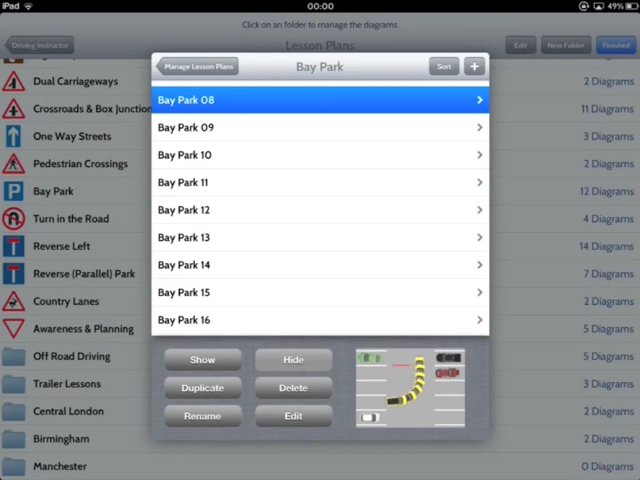 iPad 00:00 49%
Click on an folder to manage the diagrams
Driving Instructor Lesson Plans Edit New Folder Finished
Manage Lesson Plans Bay Park Sort +
Dual Carriageways 2 Diagrams
Crossroads & Box Junction 11 Diagrams
One Way Streets 3 Diagrams
Pedestrian Crossings 2 Diagrams
P Bay Park 12 Diagrams
Turn in the Road 4 Diagrams
Reverse Left 14 Diagrams
Reverse (Parallel) Park 7 Diagrams
Country Lanes 2 Diagrams
Awareness & Planning 5 Diagrams
Off Road Driving 5 Diagrams
Trailer Lessons 3 Diagrams
Central London 2 Diagrams
Birmingham 2 Diagrams
Manchester 0 Diagrams
Bay Park 08
Bay Park 09
Bay Park 10
Bay Park 11
Bay Park 12
Bay Park 13
Bay Park 14
Bay Park 15
Bay Park 16
Show Hide
Duplicate Delete
Rename Edit